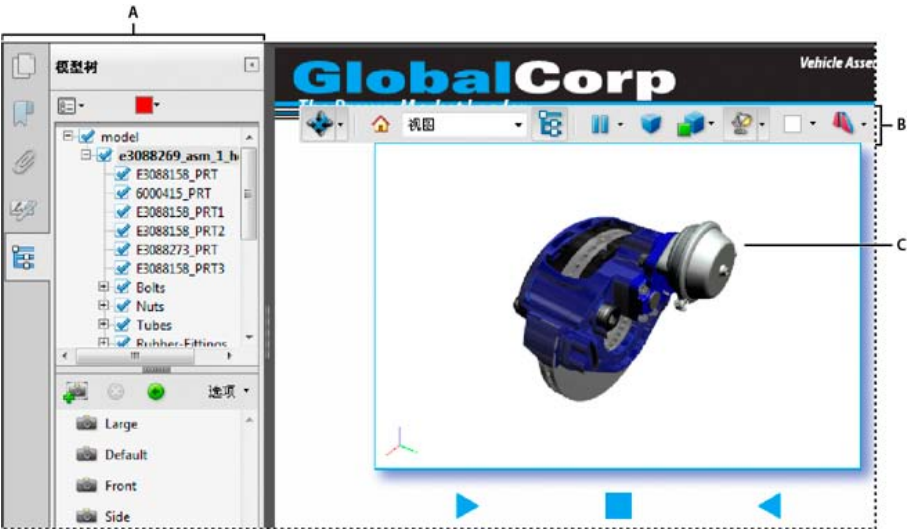 A
模型树
model
e3088269_asm_1_h
E3088158_PRT
6000415_PRT
E3088158_PRT1
E3088158_PRT2
E3088273_PRT
E3088158_PRT3
Bolts
Nuts
Tubes
Rubber-Fittings
选项
Large
Default
Front
Side
GlobalCorp
Vehicle Asse
视图
B
C